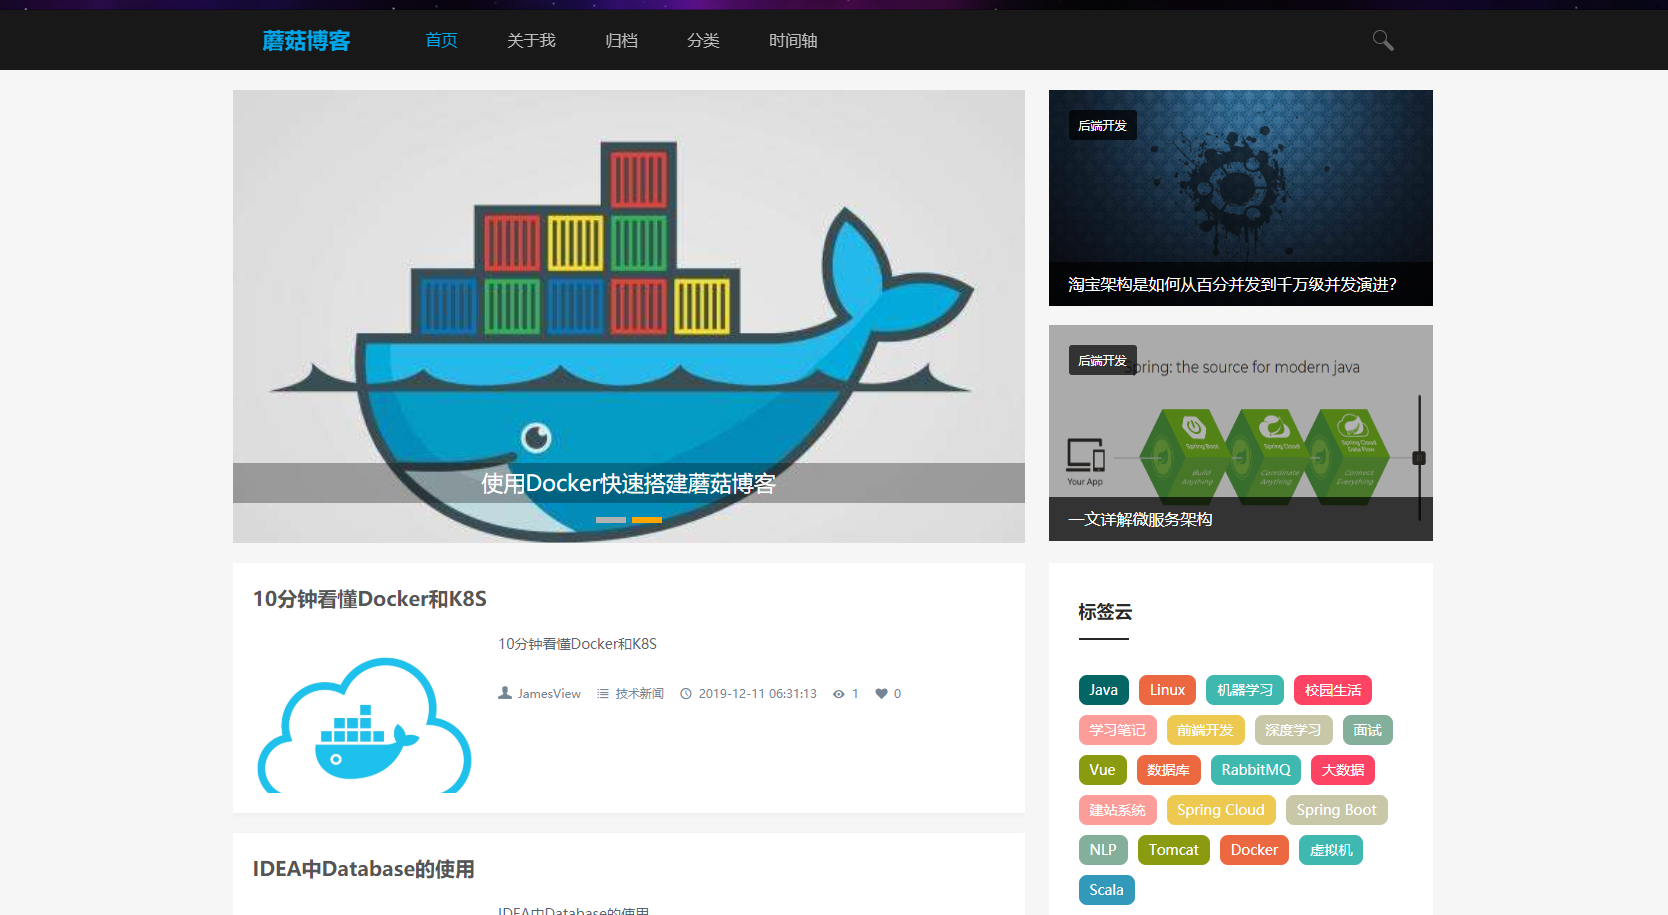 蘑菇博客
首页 关于我 归档 分类 时间轴
使用Docker快速搭建蘑菇博客
后端开发
淘宝架构是如何从百分并发到千万级并发演进?
后端开发
Spring: the source for modern java
Your App
Spring Boot
Build Anything
Spring Cloud
Coordinate Anything
Spring Cloud Data Flow
Connect Everything
一文详解微服务架构
10分钟看懂Docker和K8S
10分钟看懂Docker和K8S
JamesView 技术新闻 2019-12-11 06:31:13 1 0
IDEA中Database的使用
IDEA中Database的使用
标签云
Java Linux 机器学习 校园生活
学习笔记 前端开发 深度学习 面试
Vue 数据库 RabbitMQ 大数据
建站系统 Spring Cloud Spring Boot
NLP Tomcat Docker 虚拟机
Scala